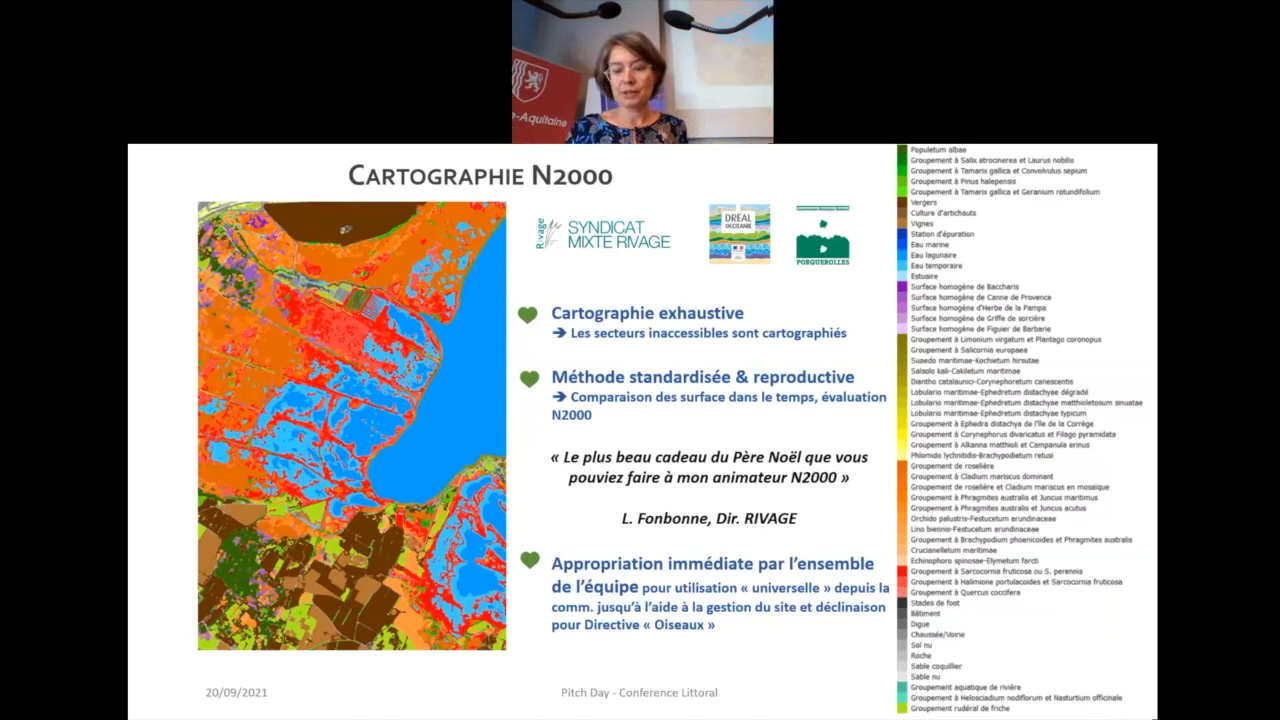 e-Aquitaine
CARTOGRAPHIE N2000
Rivage
SYNDICAT
MIXTE RIVAGE
DREAL
OCCITANIE
PORQUEROLLES
Cartographie exhaustive
➔ Les secteurs inaccessibles sont cartographiés
Méthode standardisée & reproductive
➔ Comparaison des surface dans le temps, évaluation
N2000
« Le plus beau cadeau du Père Noël que vous
pouviez faire à mon animateur N2000 »
L. Fonbonne, Dir. RIVAGE
Appropriation immédiate par l'ensemble
de l'équipe pour utilisation « universelle » depuis la
comm. jusqu'à l'aide à la gestion du site et déclinaison
pour Directive « Oiseaux »
20/09/2021
Pitch Day - Conference Littoral
Populetum albae
Groupement à Salix atrocinerea et Laurus nobilis
Groupement à Tamarix gallica et Convolvulus sepium
Groupement à Pinus halepensis
Groupement à Tamarix gallica et Geranium rotundifolium
Vergers
Culture d'artichauts
Vignes
Station d'épuration
Eau marine
Eau lagunaire
Eau temporaire
Estuaire
Surface homogène de Baccharis
Surface homogène de Canne de Provence
Surface homogène d'Herbe de la Pampa
Surface homogène de Griffe de sorcière
Surface homogène de Figuier de Barbarie
Groupement à Limonium virgatum et Plantago coronopus
Groupement à Salicornia europaea
Suaedo maritimae-Kochietum hirsutae
Salsolo kali-Cakiletum maritimae
Diantho catalaunici-Corynephoretum canescentis
Lobulario maritimae-Ephedretum distachyae dégradé
Lobulario maritimae-Ephedretum distachyae matthioletosum sinuatae
Lobulario maritimae-Ephedretum distachyae typicum
Groupement à Ephedra distachya de l'île de la Corrège
Groupement à Corynephorus divaricatus et Filago pyramidata
Groupement à Alkanna matthioli et Campanula erinus
Phlomido lychnitidis-Brachypodietum retusi
Groupement de roselière
Groupement à Cladium mariscus dominant
Groupement de roselière et Cladium mariscus en mosaïque
Groupement à Phragmites australis et Juncus maritimus
Groupement à Phragmites australis et Juncus acutus
Orchido palustris-Festucetum arundinaceae
Lino biennis-Festucetum arundinaceae
Groupement à Brachypodium phoenicoides et Phragmites australis
Crucianelletum maritimae
Echinophoro spinosae-Elymetum farcti
Groupement à Sarcocornia fruticosa ou S. perennis
Groupement à Halimione portulacoides et Sarcocornia fruticosa
Groupement à Quercus coccifera
Stades de foot
Bâtiment
Digue
Chaussée/Voirie
Sol nu
Roche
Sable coquillier
Sable nu
Groupement aquatique de rivière
Groupement à Helosciadium nodiflorum et Nasturtium officinale
Groupement rudéral de friche